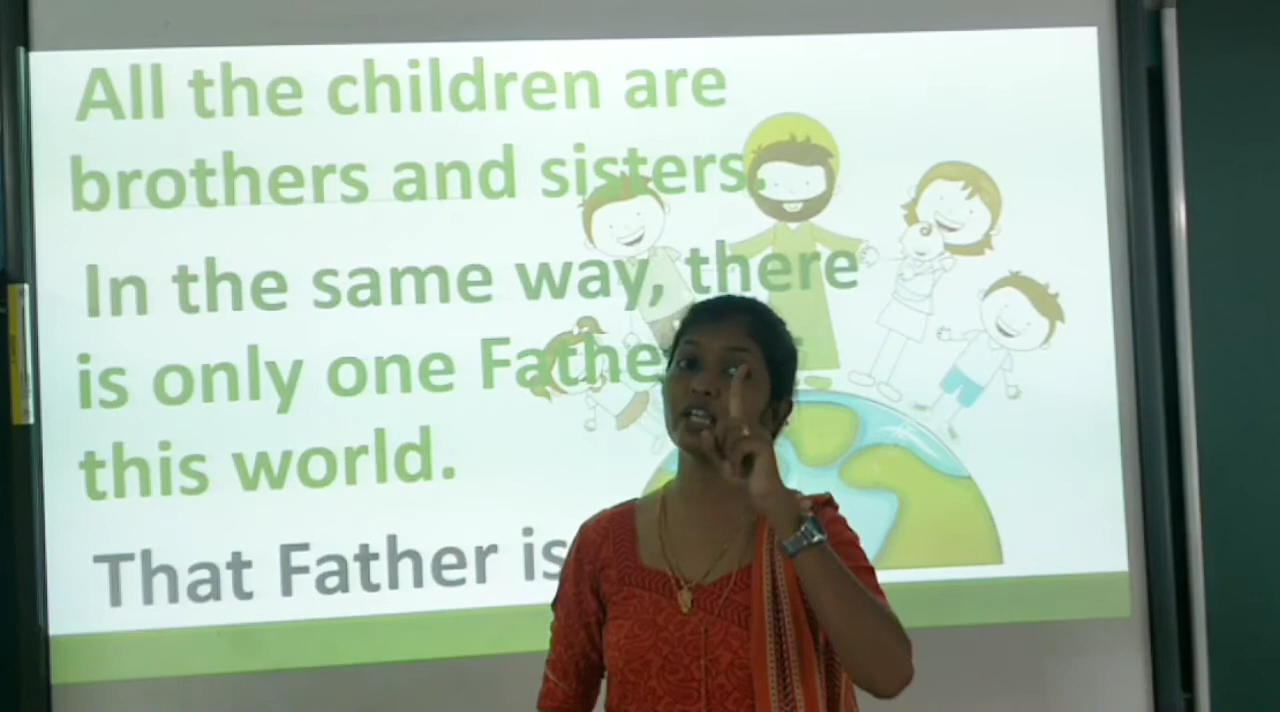 All the children are
brothers and sisters.
In the same way, there
is only one Father
this world.
That Father is